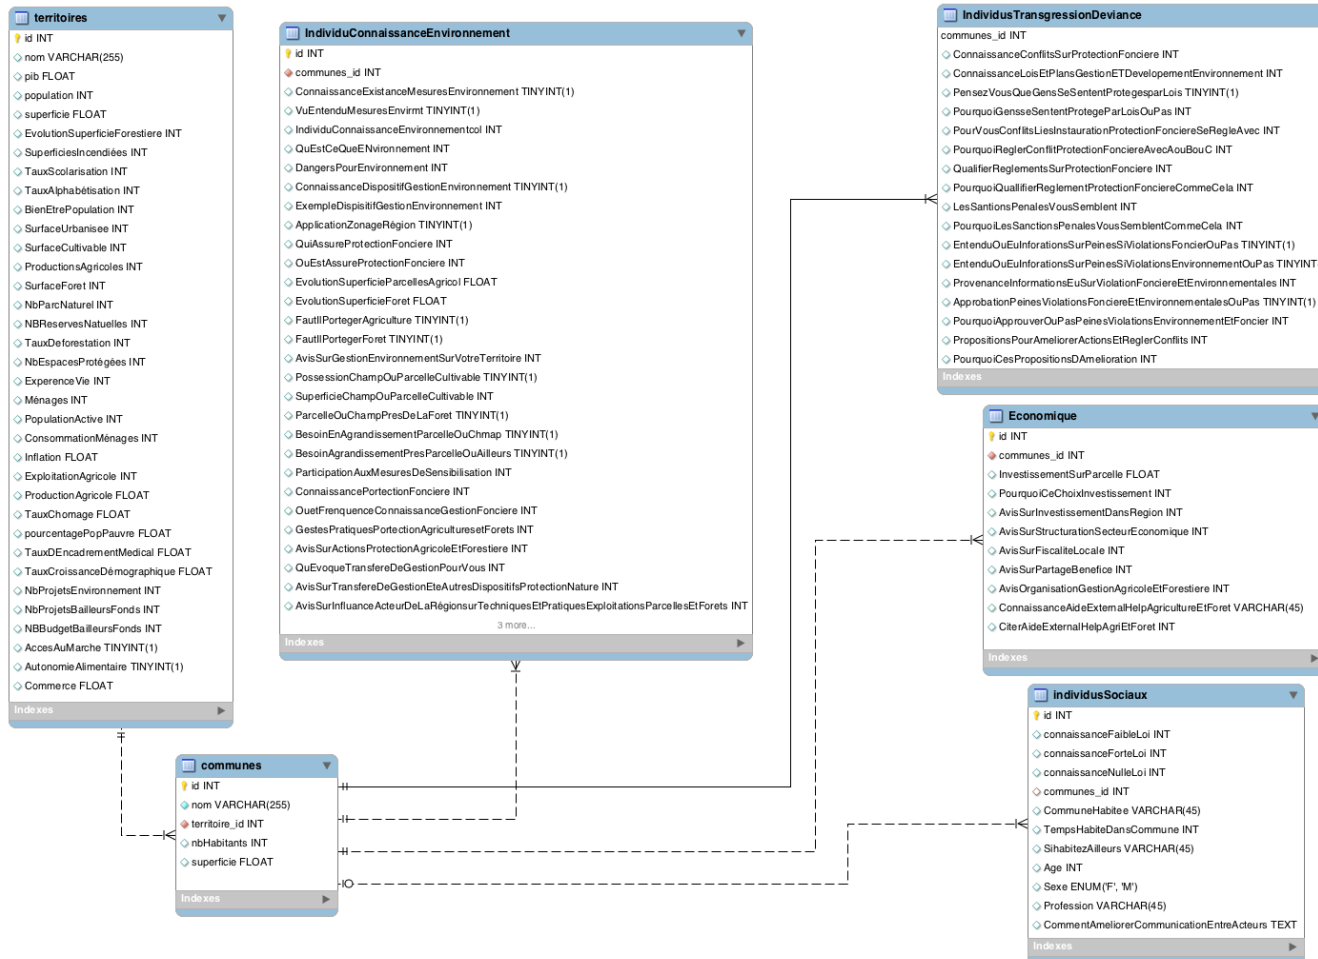 territoires
id INT
nom VARCHAR(255)
pib FLOAT
population INT
superficie FLOAT
EvolutionSuperficieForestiere INT
SuperficiesIncendiées INT
TauxScolarisation INT
TauxAlphabétisation INT
BienEtrePopulation INT
SurfaceUrbanisee INT
SurfaceCultivable INT
ProductionsAgricoles INT
SurfaceForet INT
NbParcNaturel INT
NBReservesNatuelles INT
TauxDeforestation INT
NbEspacesProtégées INT
ExperenceVie INT
Ménages INT
PopulationActive INT
ConsommationMénages INT
Inflation FLOAT
ExploitationAgricole INT
ProductionAgricole FLOAT
TauxChomage FLOAT
pourcentagePopPauvre FLOAT
TauxDEncadrementMedical FLOAT
TauxCroissanceDémographique FLOAT
NbProjetsEnvironnement INT
NbProjetsBailleursFonds INT
NBBudgetBailleursFonds INT
AccesAuMarche TINYINT(1)
AutonomieAlimentaire TINYINT(1)
Commerce FLOAT
Indexes
IndividuConnaissanceEnvironnement
id INT
communes_id INT
ConnaissanceExistanceMesuresEnvironnement TINYINT(1)
VuEntenduMesuresEnvirmt TINYINT(1)
IndividuConnaissanceEnvironnementcol INT
QuEstCeQueENvironnement INT
DangersPourEnvironment INT
ConnaissanceDispositifGestionEnvironment TINYINT(1)
ExempleDispisitifGestionEnvironment INT
ApplicationZonageRégion TINYINT(1)
QuiAssureProtectionFonciere INT
OuEstAssureProtectionFonciere INT
EvolutionSuperficieParcellesAgricol FLOAT
EvolutionSuperficieForet FLOAT
FautIlPortegerAgriculture TINYINT(1)
FautIlPortegerForet TINYINT(1)
AvisSurGestionEnvironmentSurVotreTerritoire INT
PossessionChampOuParcelleCultivable TINYINT(1)
SuperficieChampOuParcelleCultivable INT
ParcelleOuChampPresDeLaForet TINYINT(1)
BesoinEnAgrandissementParcelleOuChmap TINYINT(1)
BesoinAgrandissementPresParcelleOuAilleurs TINYINT(1)
ParticipationAuxMesuresDeSensibilisation INT
ConnaissancePortectionFonciere INT
OuetFrenquenceConnaissanceGestionFonciere INT
GestesPratiquesPortectionAgricultureset​Forets INT
AvisSurActionsProtectionAgricoleEtForestiere INT
QuEvoqueTransfereDeGestionPourVous INT
AvisSurTransfereDeGestionEteAutresDispositifsProtectionNature INT
AvisSurInfluanceActeurDeLaRégionsurTechniquesEtPratiquesExploitationsParcellesEtForets INT
3 more...
Indexes
IndividusTransgressionDeviance
communes_id INT
ConnaissanceConflitsSurProtectionFonciere INT
ConnaissanceLoisEtPlansGestionETDevelopementEnvironnement INT
PensezVousQueGensSeSententProtegesparLois TINYINT(1)
PourquoiGensseSententProtegeParLoisOuPas INT
PourVousConflitsLiesInstaurationProtectionFonciereSeRegleAvec INT
PourquoiReglerConflitProtectionFonciereAvecAouBouC INT
QualifierReglementsSurProtectionFonciere INT
PourquoiQuallifierReglementProtectionFonciereCommeCela INT
LesSantionsPenalesVousSemblent INT
PourquoiLesSanctionsPenalesVousSemblentCommeCela INT
EntenduOuEuInforationsSurPeinesSiViolationsFoncierOuPas TINYINT(1)
EntenduOuEuInforationsSurPeinesSiViolationsEnvironementOuPas TINYINT
ProvenanceInformationsEuSurViolationFonciereEtEnvironementales INT
ApprobationPeinesViolationsFonciereEtEnvironnementalesOuPas TINYINT(1)
PourquoiApprouverOuPasPeinesViolationsEnvironementEtFoncier INT
PropositionsPourAmeliorerActionsEtReglerConflits INT
PourquoiCesPropositionsDAmelioration INT
Indexes
Economique
id INT
communes_id INT
InvestissementSurParcelle FLOAT
PourquoiCeChoixInvestissement INT
AvisSurInvestissementDansRegion INT
AvisSurStructurationSecteurEconomique INT
AvisSurFiscaliteLocale INT
AvisSurPartageBenefice INT
AvisOrganisationGestionAgricoleEtForestiere INT
ConnaissanceAideExternalHelpAgricultureEtForet VARCHAR(45)
CiterAideExternalHelpAgriEtForet INT
Indexes
individusSociaux
id INT
connaissanceFaibleLoi INT
connaissanceForteLoi INT
connaissanceNulleLoi INT
communes_id INT
CommuneHabitee VARCHAR(45)
TempsHabiteDansCommune INT
SihabitezAilleurs VARCHAR(45)
Age INT
Sexe ENUM('F', 'M')
Profession VARCHAR(45)
CommentAmeliorerCommunicationEntreActeurs TEXT
Indexes
communes
id INT
nom VARCHAR(255)
territoire_id INT
nbHabitants INT
superficie FLOAT
Indexes